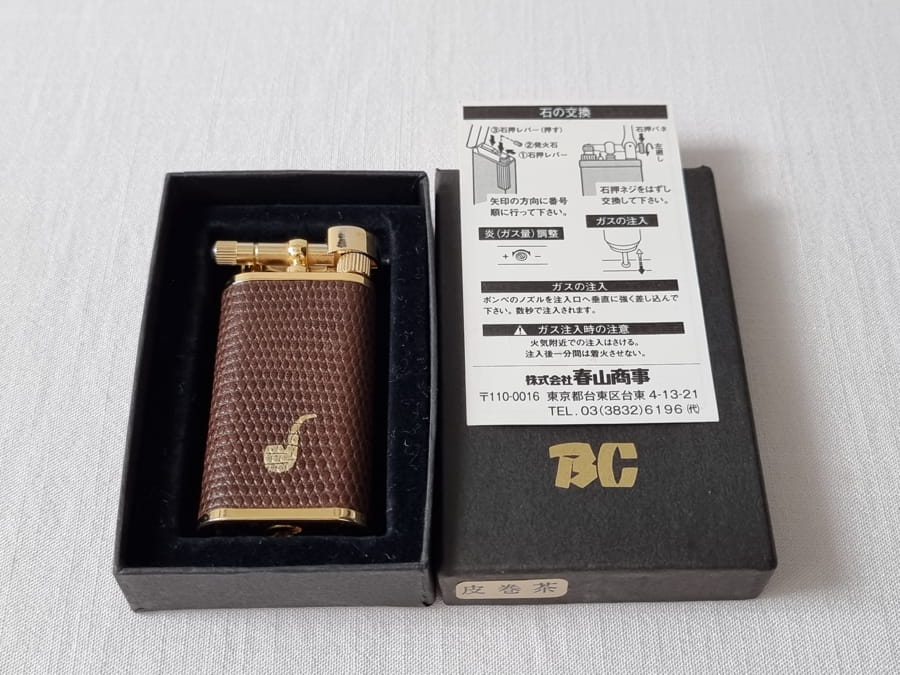 石の交換
③石押レバー(押す)
②発火石
①石押レバー
石押バネ
左廻し
矢印の方向に番号
順に行って下さい。
石押ネジをはずし
交換して下さい。
炎(ガス量)調整
+ −
ガスの注入
ガスの注入
ボンベのノズルを注入口へ垂直に強く差し込んで
下さい。数秒で注入されます。
ガス注入時の注意
火気附近での注入はさける。
注入後一分間は着火させない。
株式会社 春山商事
〒110-0016 東京都台東区台東 4-13-21
TEL. 03(3832)6196 ㈹
BC
皮巻茶